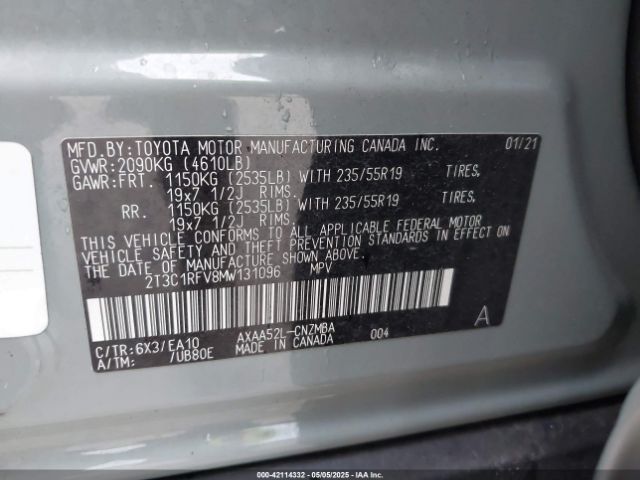 MFD.BY:TOYOTA MOTOR MANUFACTURING CANADA INC. 01/21
GVWR:2090KG (4610LB)
GAWR:FRT. 1150KG (2535LB) WITH 235/55R19 TIRES,
19x7 1/2J RIMS.
RR. 1150KG (2535LB) WITH 235/55R19 TIRES,
19x7 1/2J RIMS.
THIS VEHICLE CONFORMS TO ALL APPLICABLE FEDERAL MOTOR
VEHICLE SAFETY AND THEFT PREVENTION STANDARDS IN EFFECT ON
THE DATE OF MANUFACTURE SHOWN ABOVE.
2T3C1RFV8MW131096 MPV
C/TR:6X3/EA10 AXAA52L-CNZMBA 004 A
A/TM: 7UB80E MADE IN CANADA
000-42114332 - 05/05/2025 - IAAI.COM